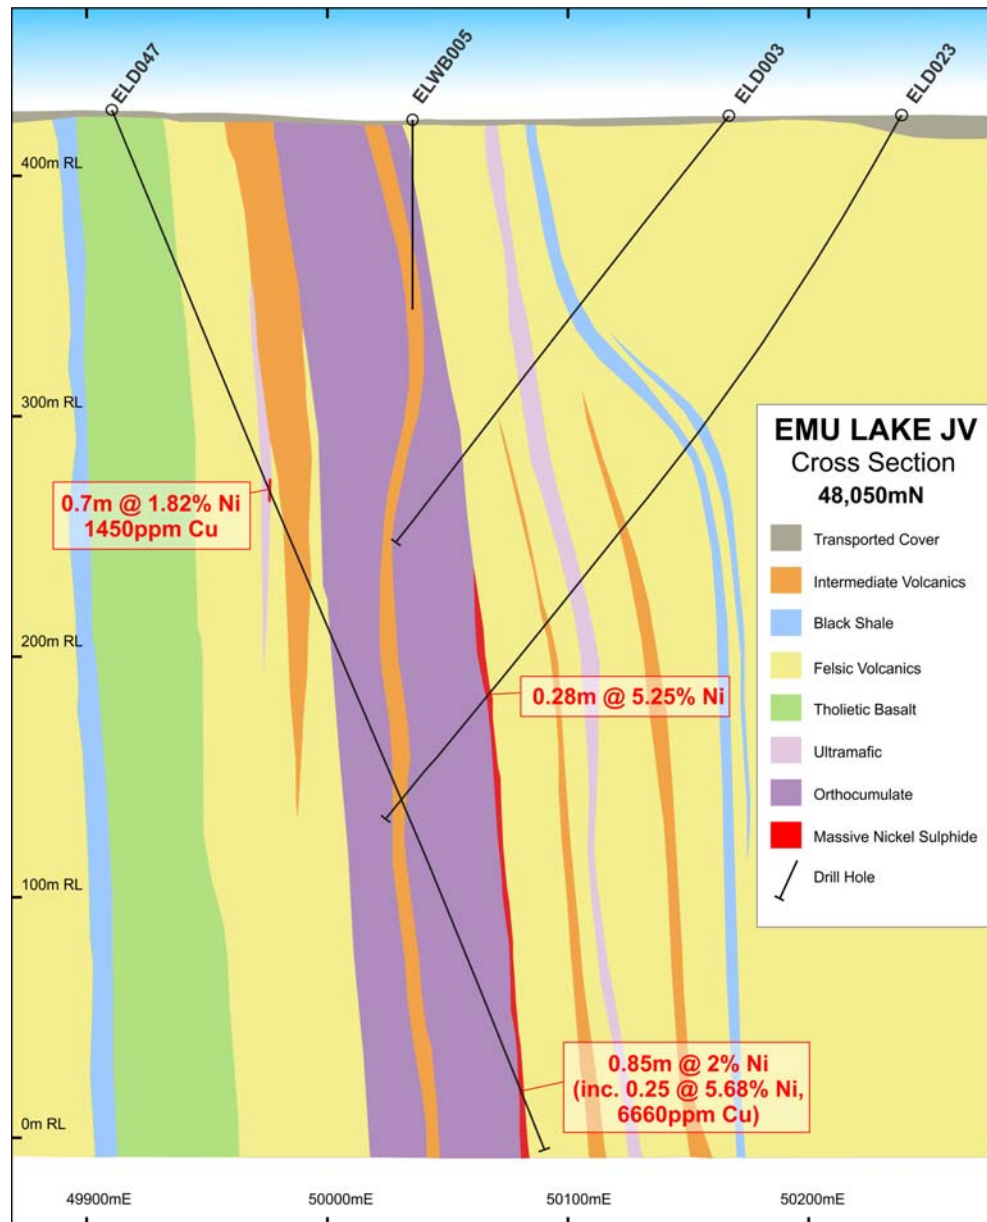 ELD047
ELWB005
ELD003
ELD023
400m RL
300m RL
200m RL
100m RL
0m RL
0.7m @ 1.82% Ni
1450ppm Cu
0.28m @ 5.25% Ni
0.85m @ 2% Ni
(inc. 0.25 @ 5.68% Ni,
6660ppm Cu)
EMU LAKE JV
Cross Section
48,050mN
Transported Cover
Intermediate Volcanics
Black Shale
Felsic Volcanics
Tholietic Basalt
Ultramafic
Orthocumulate
Massive Nickel Sulphide
Drill Hole
49900mE
50000mE
50100mE
50200mE